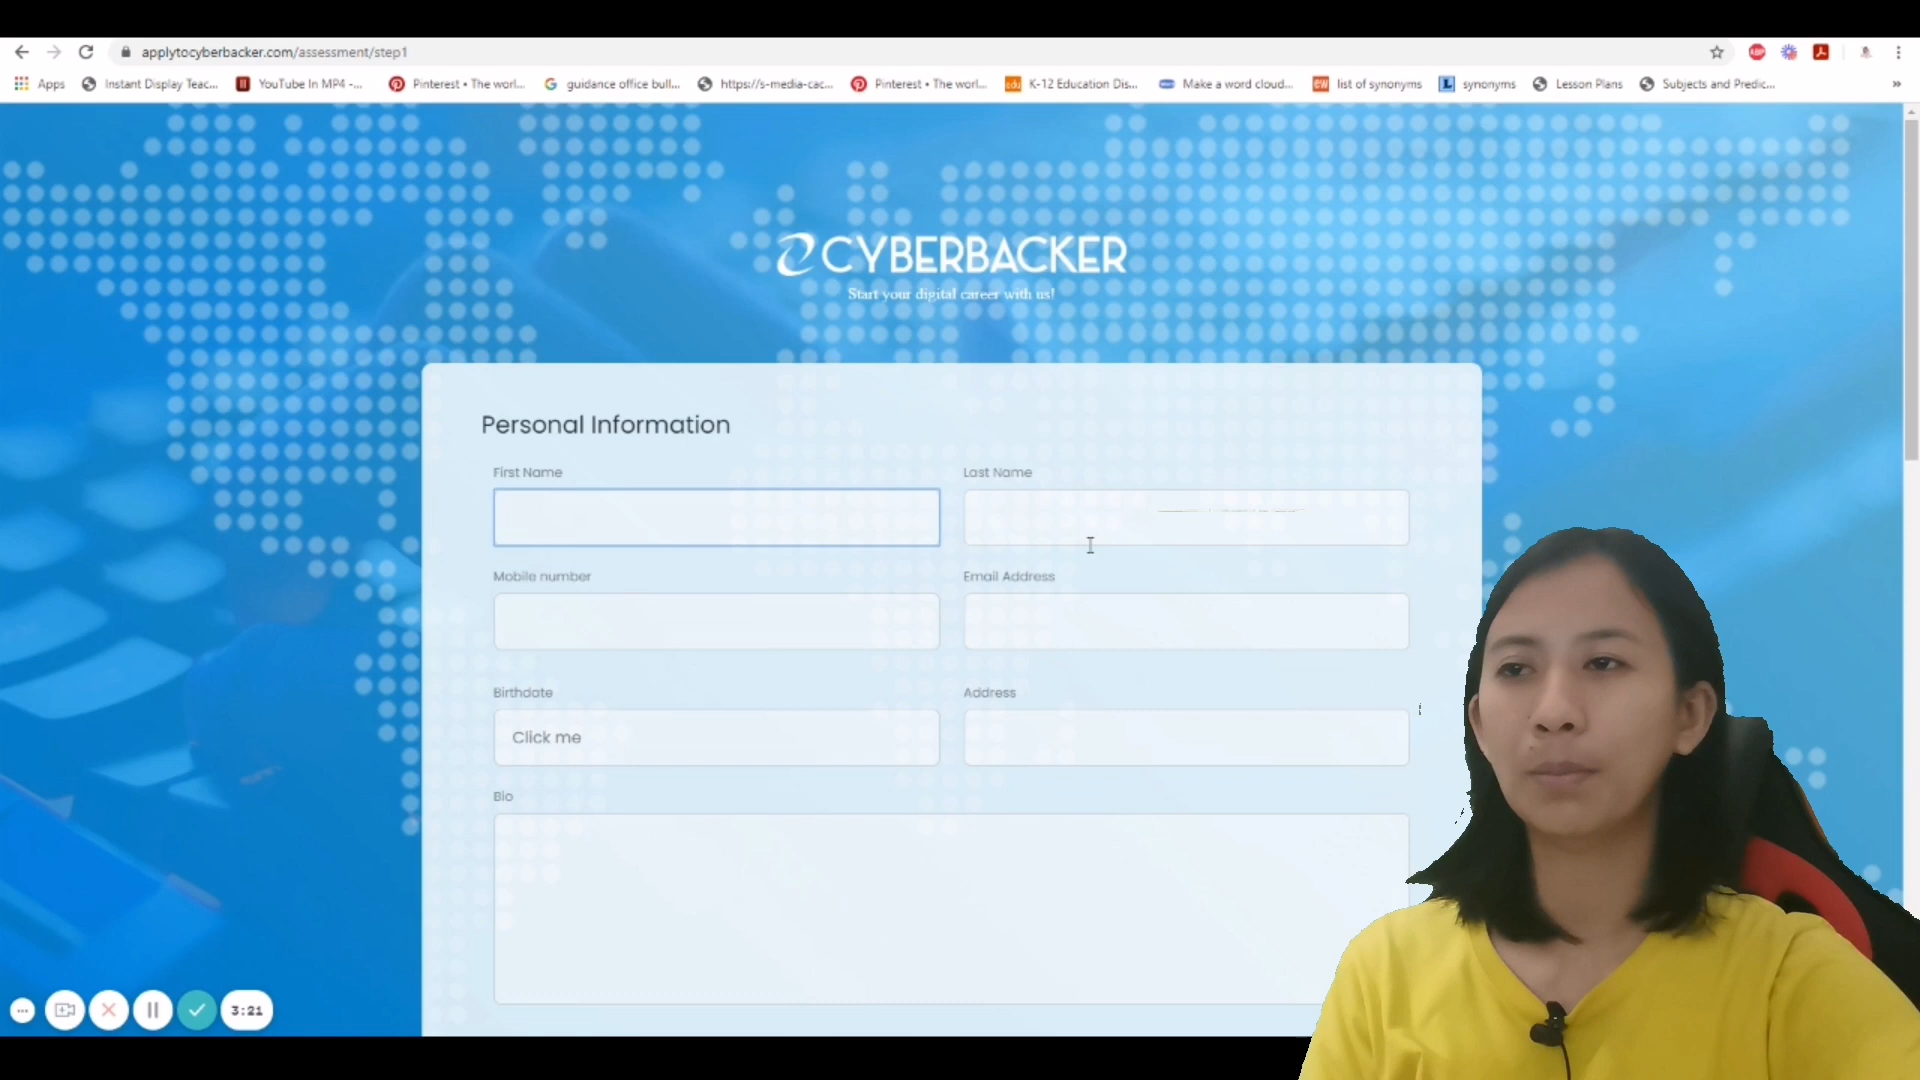 applytocyberbacker.com/assessment/step1
Apps Instant Display Teac... YouTube In MP4 -... Pinterest • The worl... guidance office bull... https://s-media-cac... Pinterest • The worl... edu K-12 Education Dis... Make a word cloud... list of synonyms L synonyms Lesson Plans Subjects and Predic... »
CYBERBACKER
Start your digital career with us!
Personal Information
First Name Last Name
Mobile number Email Address
Birthdate Address
Click me
Bio
3:21